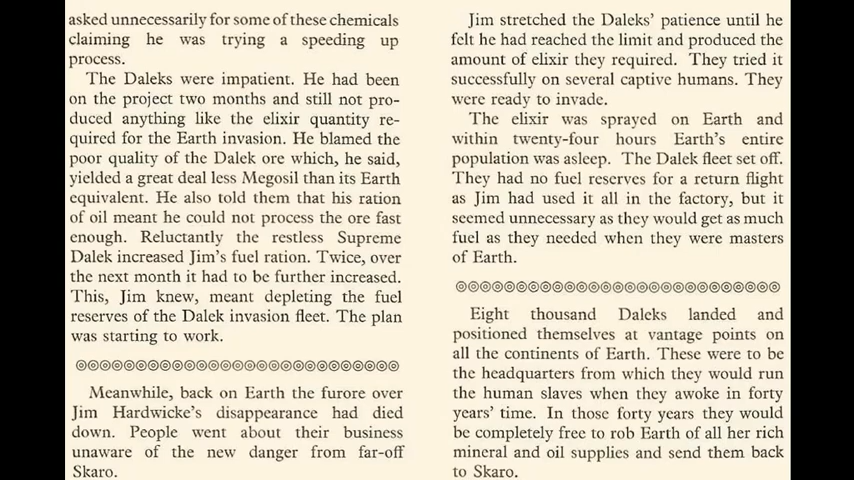 asked unnecessarily for some of these chemicals
claiming he was trying a speeding up
process.
The Daleks were impatient. He had been
on the project two months and still not pro-
duced anything like the elixir quantity re-
quired for the Earth invasion. He blamed the
poor quality of the Dalek ore which, he said,
yielded a great deal less Megosil than its Earth
equivalent. He also told them that his ration
of oil meant he could not process the ore fast
enough. Reluctantly the restless Supreme
Dalek increased Jim's fuel ration. Twice, over
the next month it had to be further increased.
This, Jim knew, meant depleting the fuel
reserves of the Dalek invasion fleet. The plan
was starting to work.
Meanwhile, back on Earth the furore over
Jim Hardwicke's disappearance had died
down. People went about their business
unaware of the new danger from far-off
Skaro.
Jim stretched the Daleks' patience until he
felt he had reached the limit and produced the
amount of elixir they required. They tried it
successfully on several captive humans. They
were ready to invade.
The elixir was sprayed on Earth and
within twenty-four hours Earth's entire
population was asleep. The Dalek fleet set off.
They had no fuel reserves for a return flight
as Jim had used it all in the factory, but it
seemed unnecessary as they would get as much
fuel as they needed when they were masters
of Earth.
Eight thousand Daleks landed and
positioned themselves at vantage points on
all the continents of Earth. These were to be
the headquarters from which they would run
the human slaves when they awoke in forty
years' time. In those forty years they would
be completely free to rob Earth of all her rich
mineral and oil supplies and send them back
to Skaro.